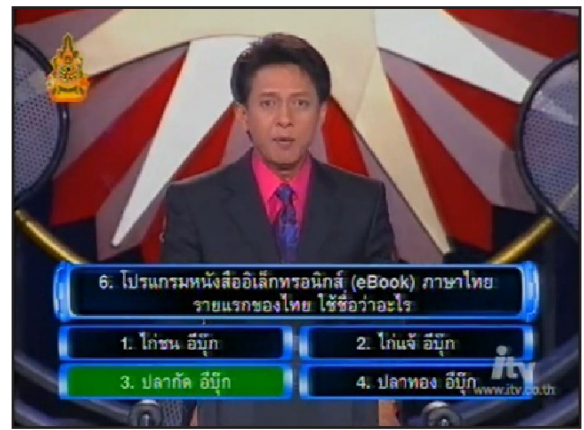 6. โปรแกรมหนังสืออิเล็กทรอนิกส์ (eBook) ภาษาไทย
รายแรกของไทย ใช้ชื่อว่าอะไร
1. ไก่ชน อีบุ๊ก
2. ไก่แจ้ อีบุ๊ก
3. ปลากัด อีบุ๊ก
4. ปลาทอง อีบุ๊ก
itv
www.itv.co.th